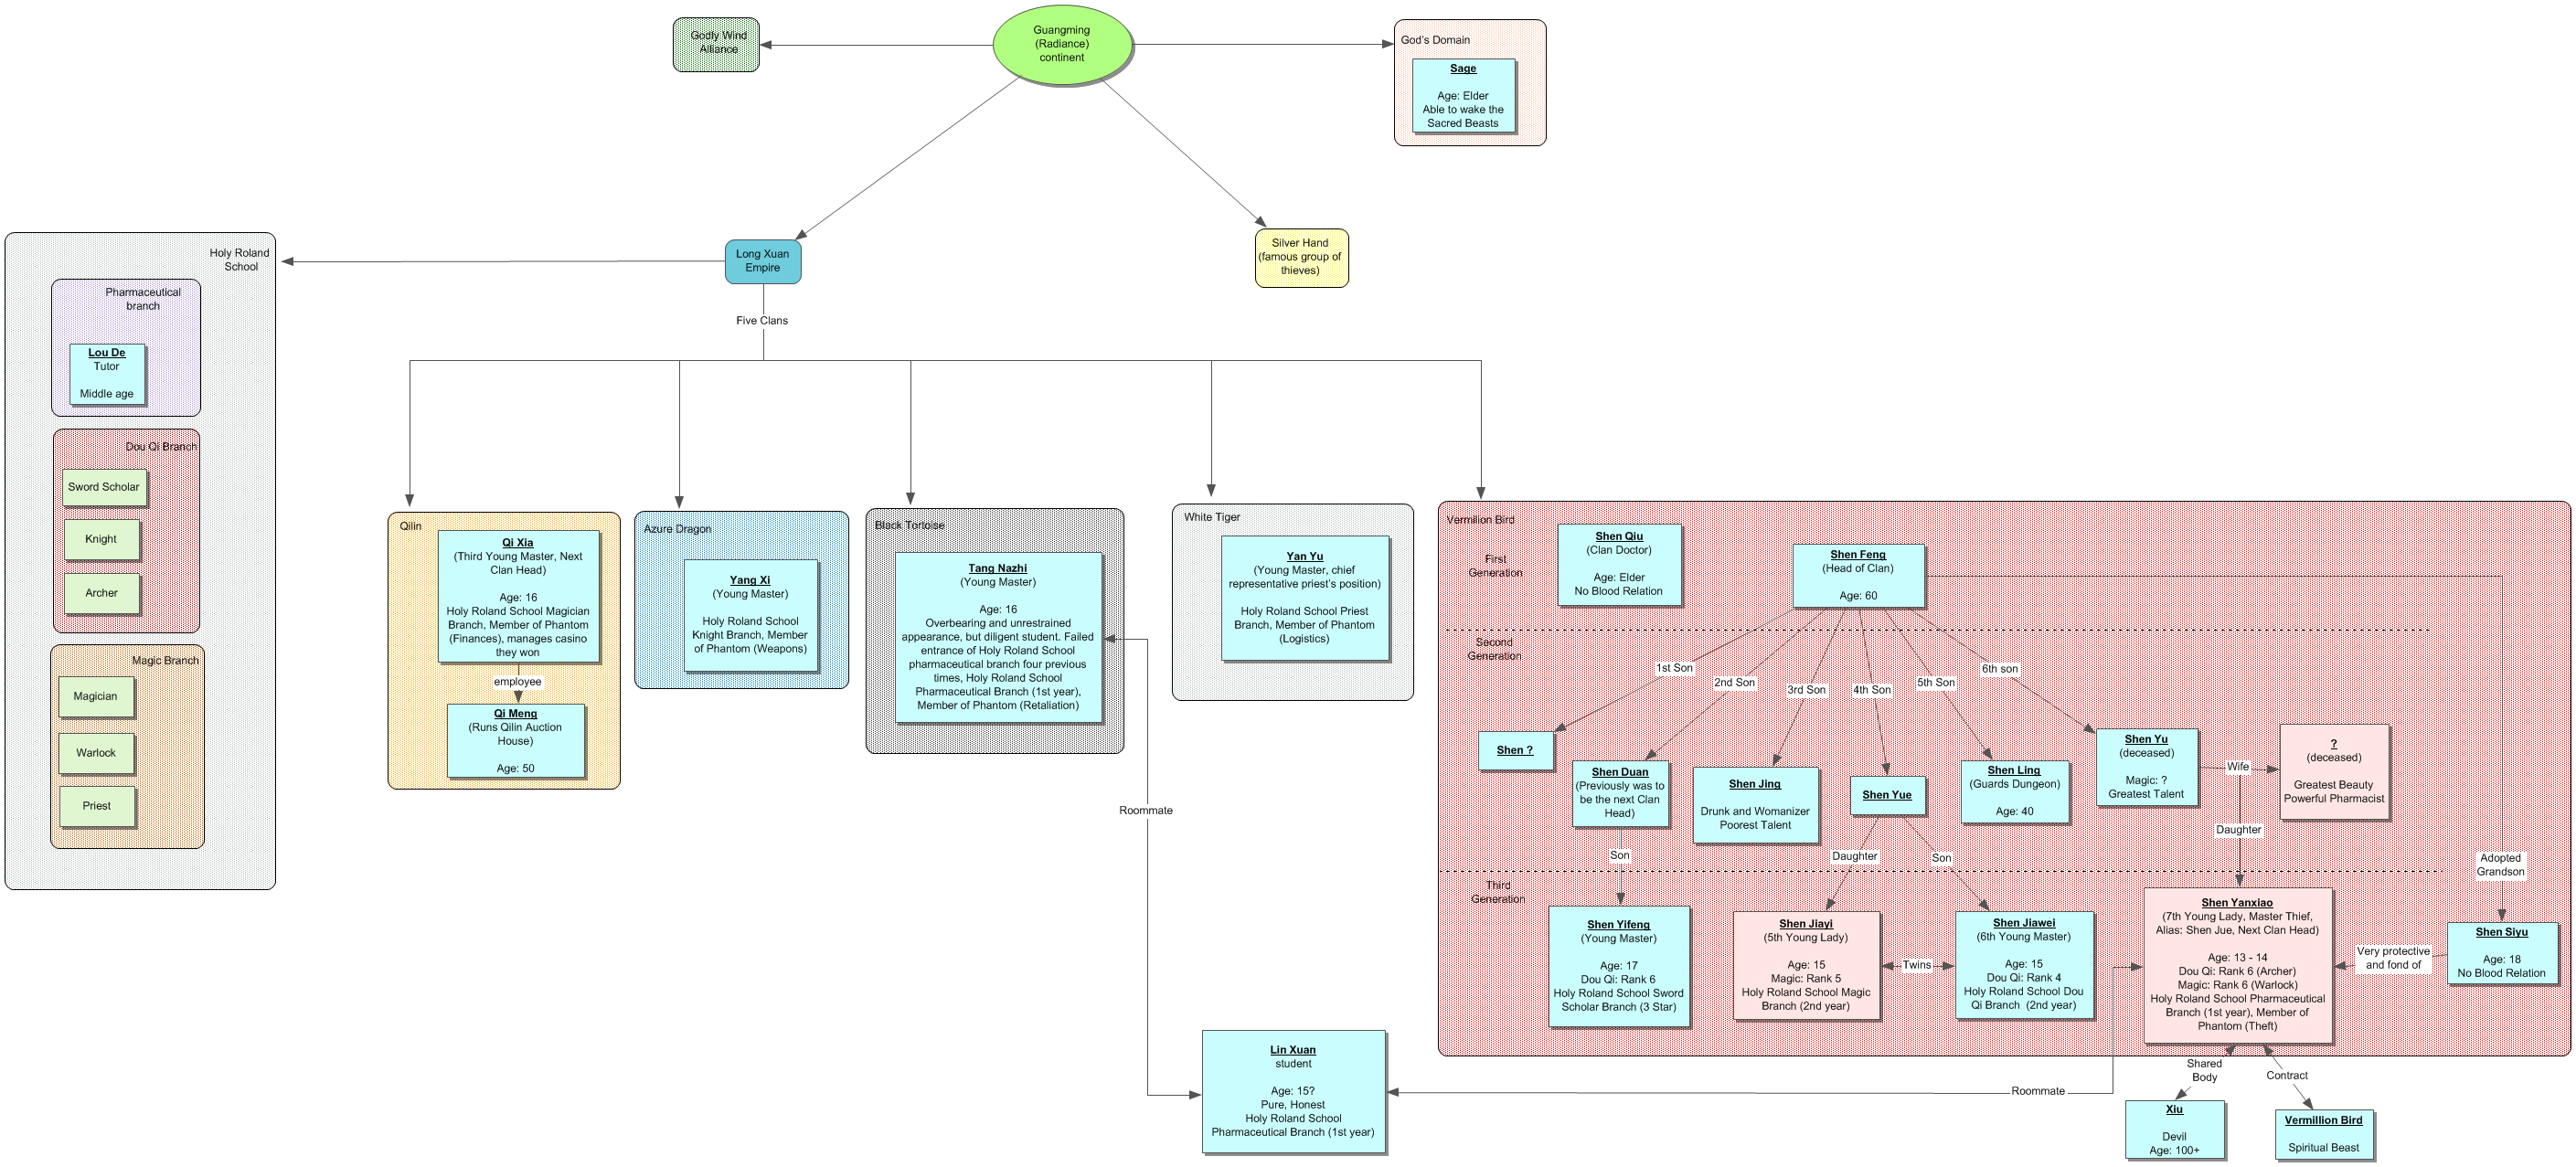 Godly Wind
Alliance
Guangming
(Radiance)
continent
God's Domain
Sage
Age: Elder
Able to wake the
Sacred Beasts
Holy Roland
School
Long Xuan
Empire
Silver Hand
(famous group of
thieves)
Five Clans
Pharmaceutical
branch
Lou De
Tutor
Middle age
Dou Qi Branch
Sword Scholar
Knight
Archer
Magic Branch
Magician
Warlock
Priest
Qilin
Qi Xia
(Third Young Master, Next
Clan Head)
Age: 16
Holy Roland School Magician
Branch, Member of Phantom
(Finances), manages casino
they won
employee
Qi Meng
(Runs Qilin Auction
House)
Age: 50
Azure Dragon
Yang Xi
(Young Master)
Holy Roland School
Knight Branch, Member
of Phantom (Weapons)
Black Tortoise
Tang Nazhi
(Young Master)
Age: 16
Overbearing and unrestrained
appearance, but diligent student. Failed
entrance of Holy Roland School
pharmaceutical branch four previous
times, Holy Roland School
Pharmaceutical Branch (1st year),
Member of Phantom (Retaliation)
White Tiger
Yan Yu
(Young Master, chief
representative priest's position)
Holy Roland School Priest
Branch, Member of Phantom
(Logistics)
Vermilion Bird
First
Generation
Shen Qiu
(Clan Doctor)
Age: Elder
No Blood Relation
Shen Feng
(Head of Clan)
Age: 60
Second
Generation
1st Son
2nd Son
3rd Son
4th Son
5th Son
6th son
Shen ?
Shen Duan
(Previously was to
be the next Clan
Head)
Shen Jing
Drunk and Womanizer
Poorest Talent
Shen Yue
Shen Ling
(Guards Dungeon)
Age: 40
Shen Yu
(deceased)
Magic: ?
Greatest Talent
Wife
?
(deceased)
Greatest Beauty
Powerful Pharmacist
Son
Daughter
Son
Daughter
Adopted
Grandson
Third
Generation
Shen Yifeng
(Young Master)
Age: 17
Dou Qi: Rank 6
Holy Roland School Sword
Scholar Branch (3 Star)
Shen Jiayi
(5th Young Lady)
Age: 15
Magic: Rank 5
Holy Roland School Magic
Branch (2nd year)
Twins
Shen Jiawei
(6th Young Master)
Age: 15
Dou Qi: Rank 4
Holy Roland School Dou
Qi Branch (2nd year)
Shen Yanxiao
(7th Young Lady, Master Thief,
Alias: Shen Jue, Next Clan Head)
Age: 13 - 14
Dou Qi: Rank 6 (Archer)
Magic: Rank 6 (Warlock)
Holy Roland School Pharmaceutical
Branch (1st year), Member of
Phantom (Theft)
Very protective
and fond of
Shen Siyu
Age: 18
No Blood Relation
Roommate
Lin Xuan
student
Age: 15?
Pure, Honest
Holy Roland School
Pharmaceutical Branch (1st year)
Roommate
Shared
Body
Contract
Xiu
Devil
Age: 100+
Vermillion Bird
Spiritual Beast